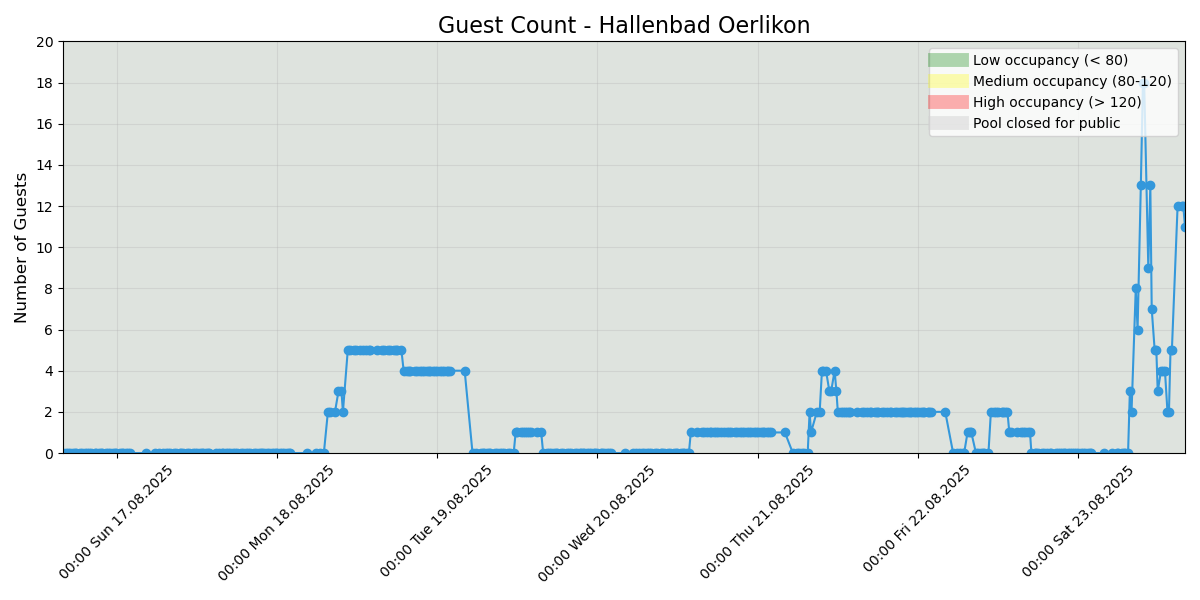 Guest Count - Hallenbad Oerlikon
Number of Guests
20
18
16
14
12
10
8
6
4
2
0
Low occupancy (< 80)
Medium occupancy (80-120)
High occupancy (> 120)
Pool closed for public
00:00 Sun 17.08.2025
00:00 Mon 18.08.2025
00:00 Tue 19.08.2025
00:00 Wed 20.08.2025
00:00 Thu 21.08.2025
00:00 Fri 22.08.2025
00:00 Sat 23.08.2025